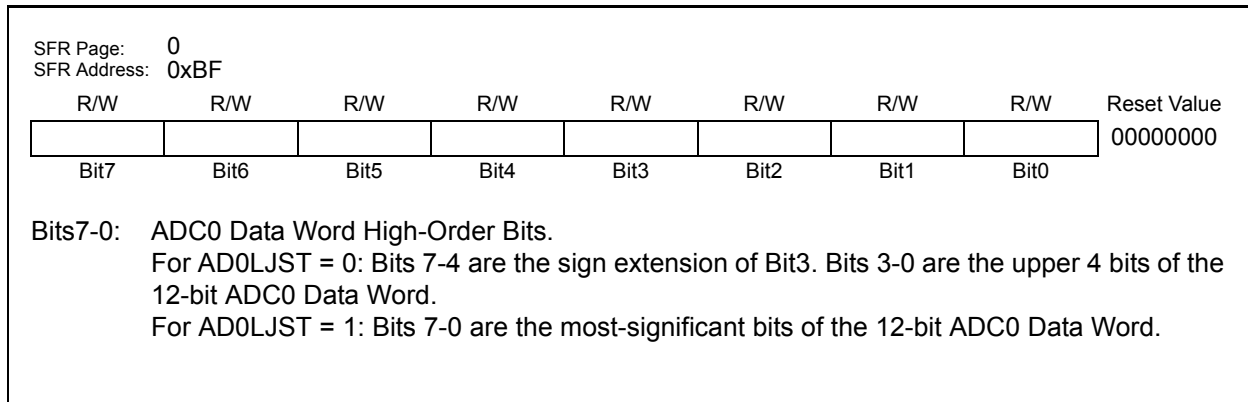 SFR Page: 0
SFR Address: 0xBF
R/W R/W R/W R/W R/W R/W R/W R/W Reset Value
00000000
Bit7 Bit6 Bit5 Bit4 Bit3 Bit2 Bit1 Bit0
Bits7-0: ADC0 Data Word High-Order Bits.
For AD0LJST = 0: Bits 7-4 are the sign extension of Bit3. Bits 3-0 are the upper 4 bits of the
12-bit ADC0 Data Word.
For AD0LJST = 1: Bits 7-0 are the most-significant bits of the 12-bit ADC0 Data Word.